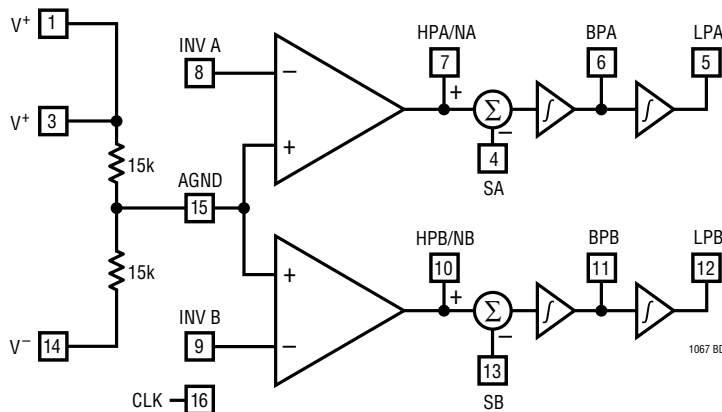 V+ 1
HPA/NA
BPA
LPA
INV A
7
6
5
8
−
+
∑
∫
∫
V+ 3
+
−
4
15k
AGND
SA
15
HPB/NB
BPB
LPB
10
11
12
15k
+
+
∑
∫
∫
INV B
−
−
V− 14
9
13
1067 BD
CLK 16
SB